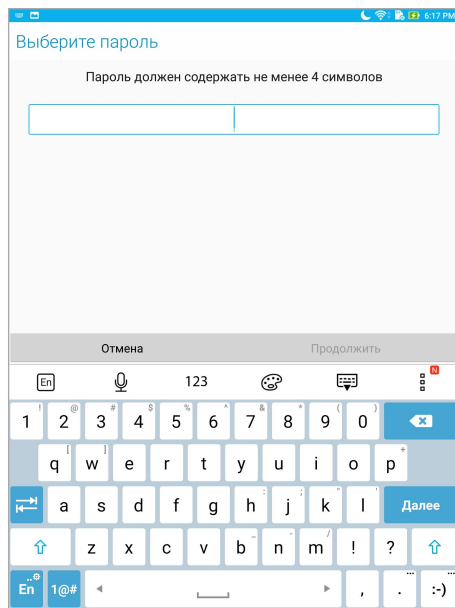 6:17 PM
Выберите пароль
Пароль должен содержать не менее 4 символов
Отмена Продолжить
En 123 N
1 ! 2 @ 3 # 4 $ 5 % 6 ^ 7 & 8 * 9 ( 0 )
q [ w ] e r t y u i o p +
a s d f g h : j ; k " l ' Далее
z x c v b _ n - m / ! ?
En 1@# , . ... :-) ...